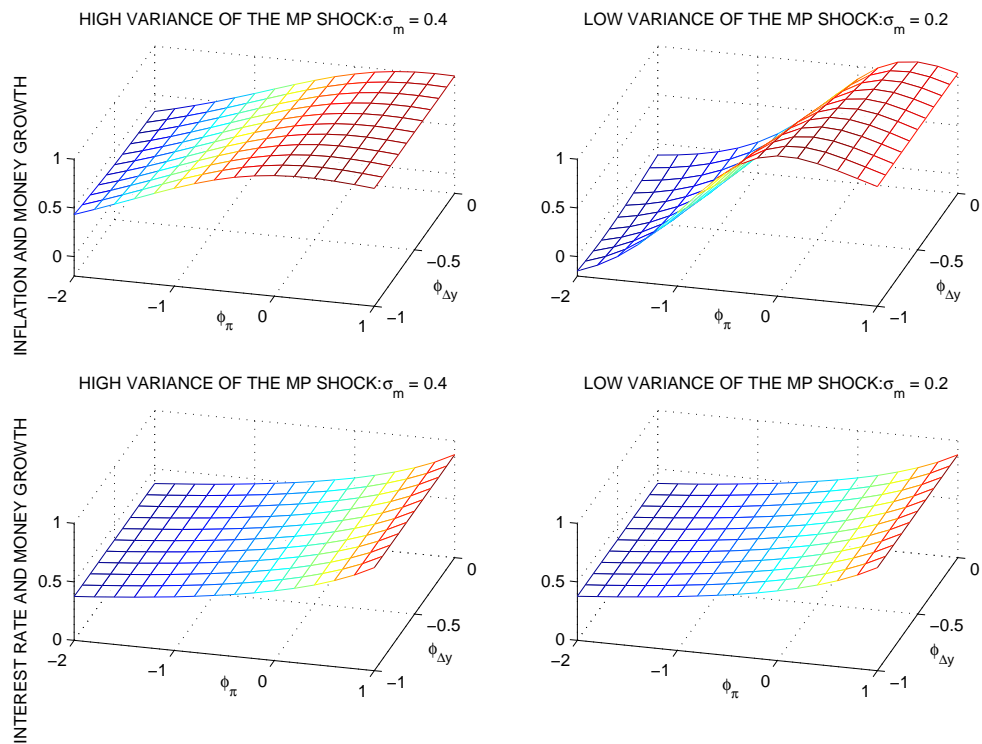 HIGH VARIANCE OF THE MP SHOCK:σm = 0.4
LOW VARIANCE OF THE MP SHOCK:σm = 0.2
INFLATION AND MONEY GROWTH
1
0.5
0
−2
−1
0
1
ϕπ
−1
−0.5
0
ϕΔy
1
0.5
0
−2
−1
0
1
ϕπ
−1
−0.5
0
ϕΔy
HIGH VARIANCE OF THE MP SHOCK:σm = 0.4
LOW VARIANCE OF THE MP SHOCK:σm = 0.2
INTEREST RATE AND MONEY GROWTH
1
0.5
0
−2
−1
0
1
ϕπ
−1
−0.5
0
ϕΔy
1
0.5
0
−2
−1
0
1
ϕπ
−1
−0.5
0
ϕΔy